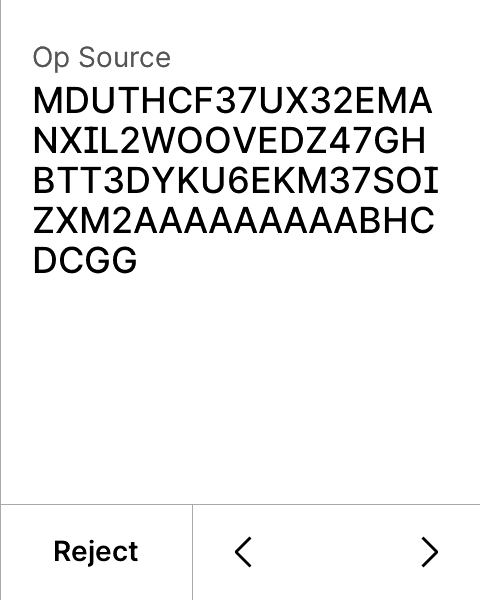 Op Source
MDUTHCF37UX32EMA
NXIL2WOOVEDZ47GH
BTT3DYKU6EKM37SOI
ZXM2AAAAAAAAABHC
DCGG
Reject